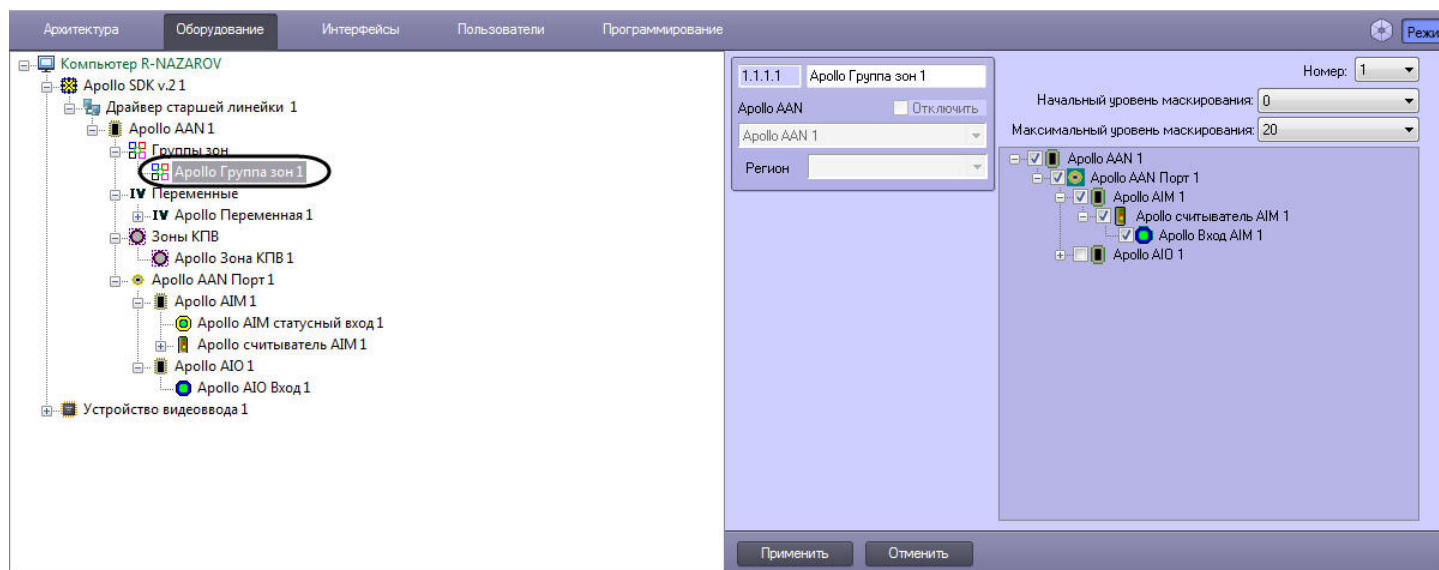 Архитектура
Оборудование
Интерфейсы
Пользователи
Программирование
Режи
Компьютер R-NAZAROV
Apollo SDK v.2 1
Драйвер старшей линейки 1
Apollo AAN 1
Группы зон
Apollo Группа зон 1
IV Переменные
IV Apollo Переменная 1
Зоны КПВ
Apollo Зона КПВ 1
Apollo AAN Порт 1
Apollo AIM 1
Apollo AIM статусный вход 1
Apollo считыватель AIM 1
Apollo AIO 1
Apollo AIO Вход 1
Устройство видеоввода 1
1.1.1.1 Apollo Группа зон 1
Apollo AAN Отключить
Apollo AAN 1
Регион
Номер: 1
Начальный уровень маскирования: 0
Максимальный уровень маскирования: 20
Apollo AAN 1
Apollo AAN Порт 1
Apollo AIM 1
Apollo считыватель AIM 1
Apollo Вход AIM 1
Apollo AIO 1
Применить
Отменить